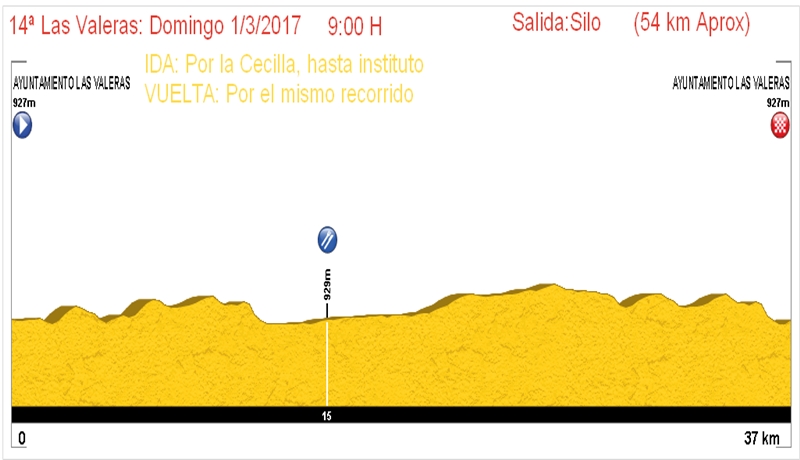 14ª Las Valeras: Domingo 1/3/2017 9:00 H Salida:Silo (54 km Aprox)
IDA: Por la Cecilla, hasta instituto
VUELTA: Por el mismo recorrido
AYUNTAMIENTO LAS VALERAS
927m
AYUNTAMIENTO LAS VALERAS
927m
929m
15
0
37 km